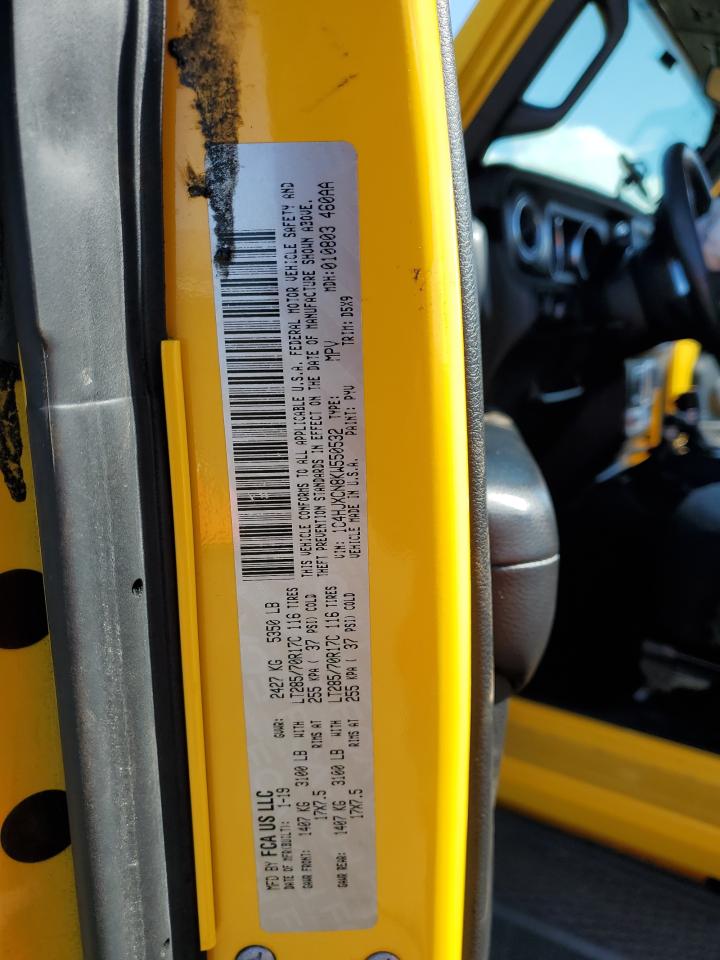 MFD BY FCA US LLC
DATE OF MFR(BUILT): 1-19 GVWR: 2427 KG 5350 LB
GAWR FRONT: 1407 KG 3100 LB WITH LT285/70R17C 116 TIRES
17X7.5 RIMS AT 255 KPA ( 37 PSI) COLD
GAWR REAR: 1407 KG 3100 LB WITH LT285/70R17C 116 TIRES
17X7.5 RIMS AT 255 KPA ( 37 PSI) COLD
THIS VEHICLE CONFORMS TO ALL APPLICABLE U.S.A. FEDERAL MOTOR VEHICLE SAFETY AND
THEFT PREVENTION STANDARDS IN EFFECT ON THE DATE OF MANUFACTURE SHOWN ABOVE.
VIN: 1C4HJXCN8KW550532 TYPE: MPV MDH:010803 460AA
VEHICLE MADE IN U.S.A. PAINT: PYV TRIM: D5X9